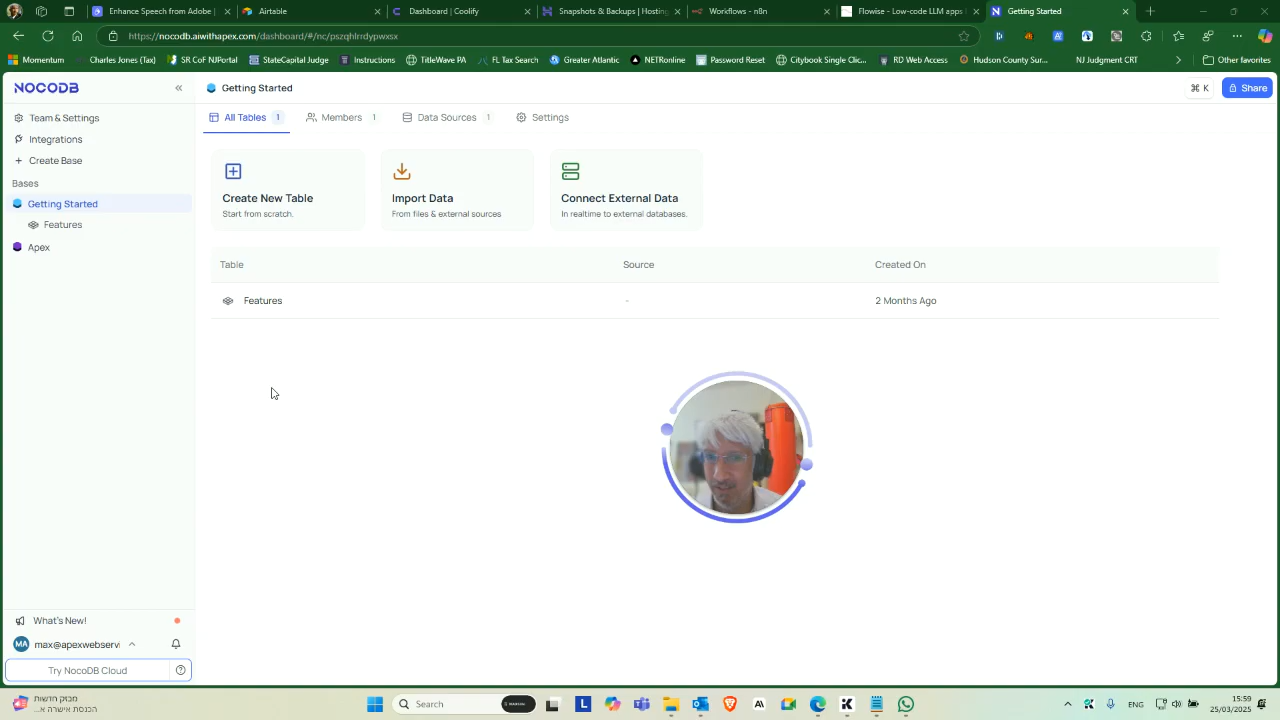 Enhance Speech from Adobe |
Airtable
Dashboard | Coolify
Snapshots & Backups | Hosting
Workflows - n8n
Flowise - Low-code LLM apps
Getting Started
https://nocodb.aiwithapex.com/dashboard/#/nc/pszqhlrrdypwxsx
Momentum
Charles Jones (Tax)
SR CoF NJPortal
StateCapital Judge
Instructions
TitleWave PA
FL Tax Search
Greater Atlantic
NETRonline
Password Reset
Citybook Single Clic...
RD Web Access
Hudson County Sur...
NJ Judgment CRT
Other favorites
NOCODB
Getting Started
⌘ K
Share
Team & Settings
Integrations
Create Base
Bases
Getting Started
Features
Apex
All Tables 1
Members 1
Data Sources 1
Settings
Create New Table
Start from scratch.
Import Data
From files & external sources
Connect External Data
In realtime to external databases.
Table Source Created On
Features - 2 Months Ago
What's New!
MA max@apexwebservi
Try NocoDB Cloud
מבזק חדשות
הכנסת אישרה א...
Search
ENG
15:59
25/03/2025